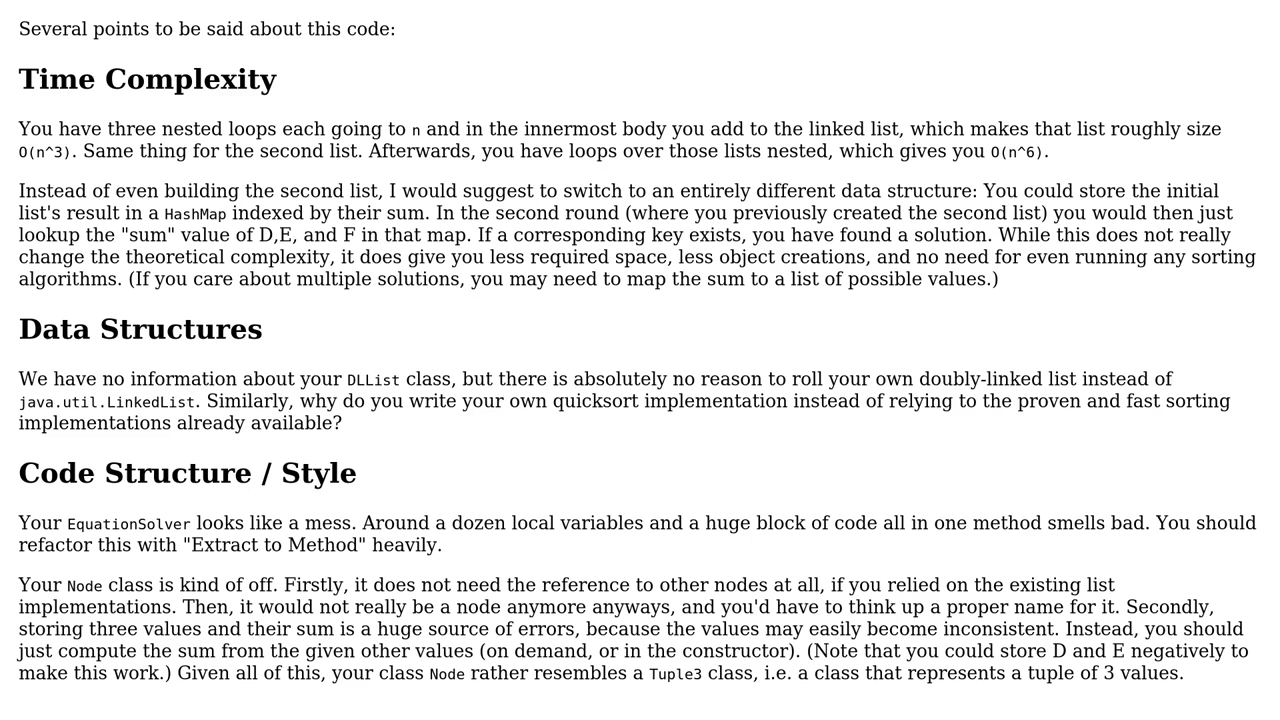 Several points to be said about this code:
Time Complexity
You have three nested loops each going to n and in the innermost body you add to the linked list, which makes that list roughly size
O(n^3). Same thing for the second list. Afterwards, you have loops over those lists nested, which gives you O(n^6).
Instead of even building the second list, I would suggest to switch to an entirely different data structure: You could store the initial
list's result in a HashMap indexed by their sum. In the second round (where you previously created the second list) you would then just
lookup the "sum" value of D,E, and F in that map. If a corresponding key exists, you have found a solution. While this does not really
change the theoretical complexity, it does give you less required space, less object creations, and no need for even running any sorting
algorithms. (If you care about multiple solutions, you may need to map the sum to a list of possible values.)
Data Structures
We have no information about your DLList class, but there is absolutely no reason to roll your own doubly-linked list instead of
java.util.LinkedList. Similarly, why do you write your own quicksort implementation instead of relying to the proven and fast sorting
implementations already available?
Code Structure / Style
Your EquationSolver looks like a mess. Around a dozen local variables and a huge block of code all in one method smells bad. You should
refactor this with "Extract to Method" heavily.
Your Node class is kind of off. Firstly, it does not need the reference to other nodes at all, if you relied on the existing list
implementations. Then, it would not really be a node anymore anyways, and you'd have to think up a proper name for it. Secondly,
storing three values and their sum is a huge source of errors, because the values may easily become inconsistent. Instead, you should
just compute the sum from the given other values (on demand, or in the constructor). (Note that you could store D and E negatively to
make this work.) Given all of this, your class Node rather resembles a Tuple3 class, i.e. a class that represents a tuple of 3 values.